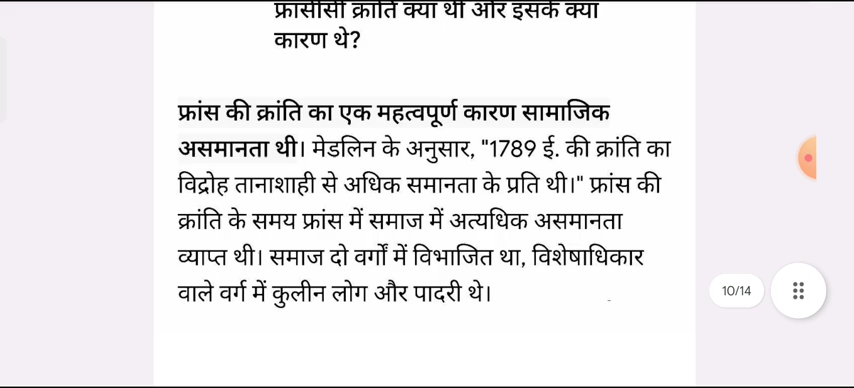 फ्रांसीसी क्रांति क्या थी और इसके क्या
कारण थे?
फ्रांस की क्रांति का एक महत्वपूर्ण कारण सामाजिक
असमानता थी। मेडलिन के अनुसार, "1789 ई. की क्रांति का
विद्रोह तानाशाही से अधिक समानता के प्रति थी।" फ्रांस की
क्रांति के समय फ्रांस में समाज में अत्यधिक असमानता
व्याप्त थी। समाज दो वर्गों में विभाजित था, विशेषाधिकार
वाले वर्ग में कुलीन लोग और पादरी थे।
10/14